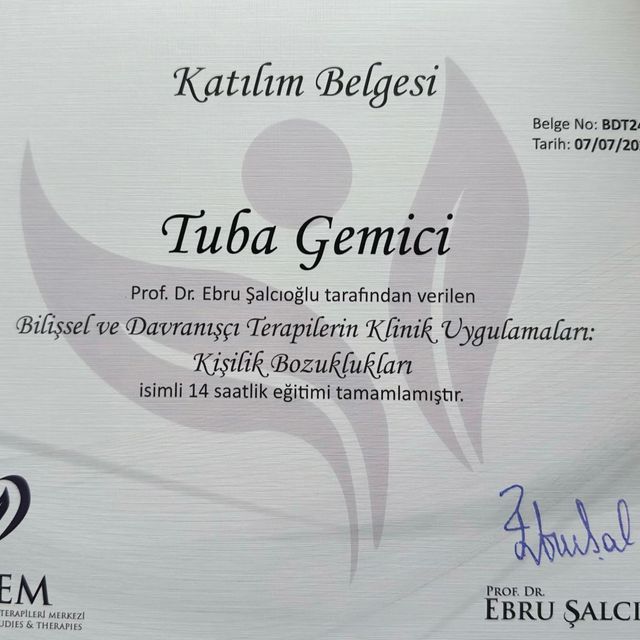 Katılım Belgesi
Belge No: BDT24
Tarih: 07/07/20
Tuba Gemici
Prof. Dr. Ebru Şalcıoğlu tarafından verilen
Bilişsel ve Davranışçı Terapilerin Klinik Uygulamaları:
Kişilik Bozuklukları
isimli 14 saatlik eğitimi tamamlamıştır.
EM
TERAPİLERİ MERKEZİ
UDIES & THERAPIES
PROF. DR.
EBRU ŞALCI